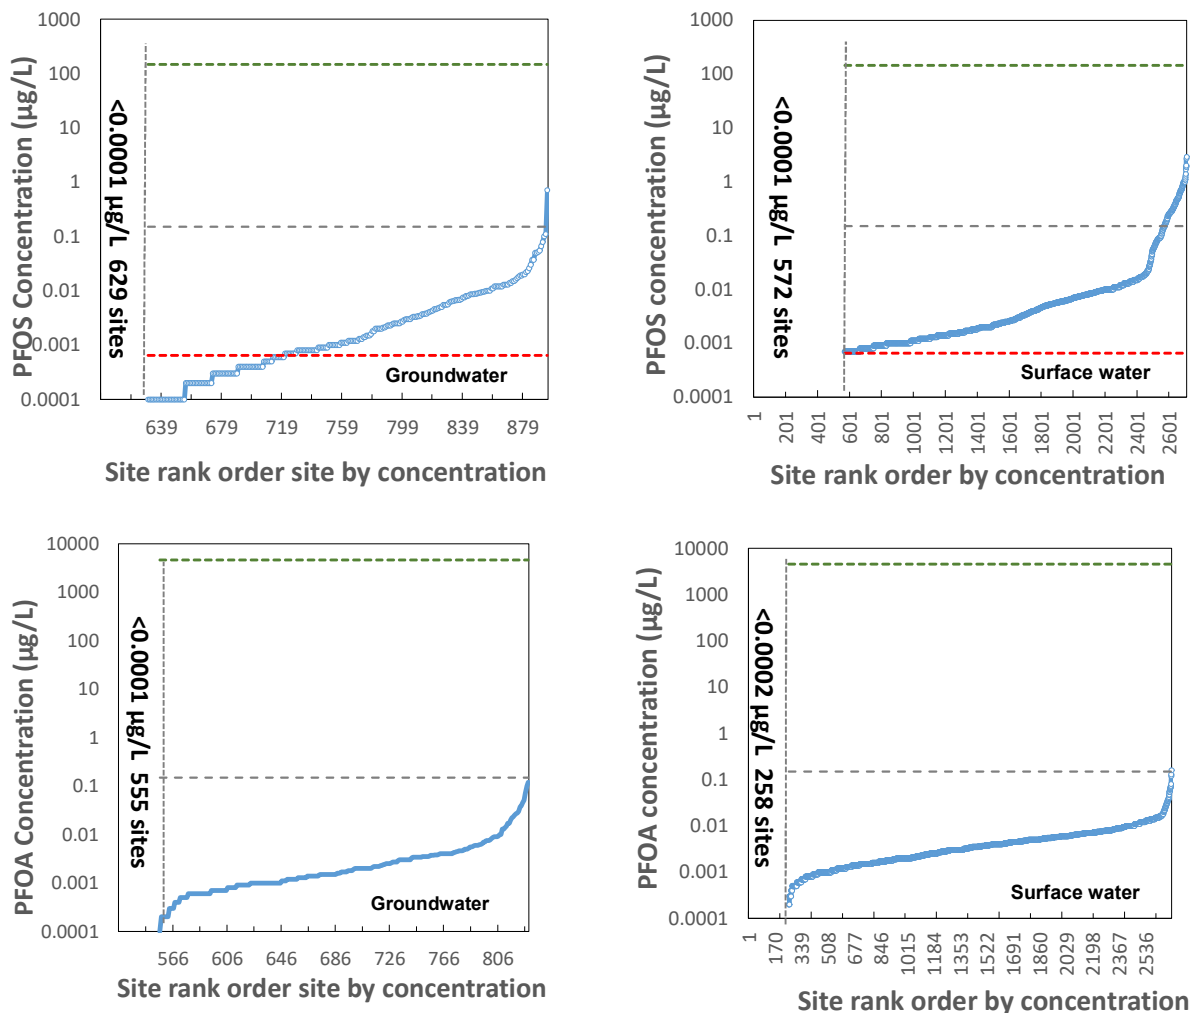 PFOS Concentration (µg/L)
1000
100
10
1
0.1
0.01
0.001
0.0001
<0.0001 µg/L 629 sites
Groundwater
639 679 719 759 799 839 879
Site rank order site by concentration
PFOS concentration (µg/L)
1000
100
10
1
0.1
0.01
0.001
0.0001
<0.0001 µg/L 572 sites
Surface water
1 201 401 601 801 1001 1201 1401 1601 1801 2001 2201 2401 2601
Site rank order by concentration
PFOA Concentration (µg/L)
10000
1000
100
10
1
0.1
0.01
0.001
0.0001
<0.0001 µg/L 555 sites
Groundwater
566 606 646 686 726 766 806
Site rank order site by concentration
PFOA concentration (µg/L)
10000
1000
100
10
1
0.1
0.01
0.001
0.0001
<0.0002 µg/L 258 sites
Surface water
1 170 339 508 677 846 1015 1184 1353 1522 1691 1860 2029 2198 2367 2536
Site rank order by concentration